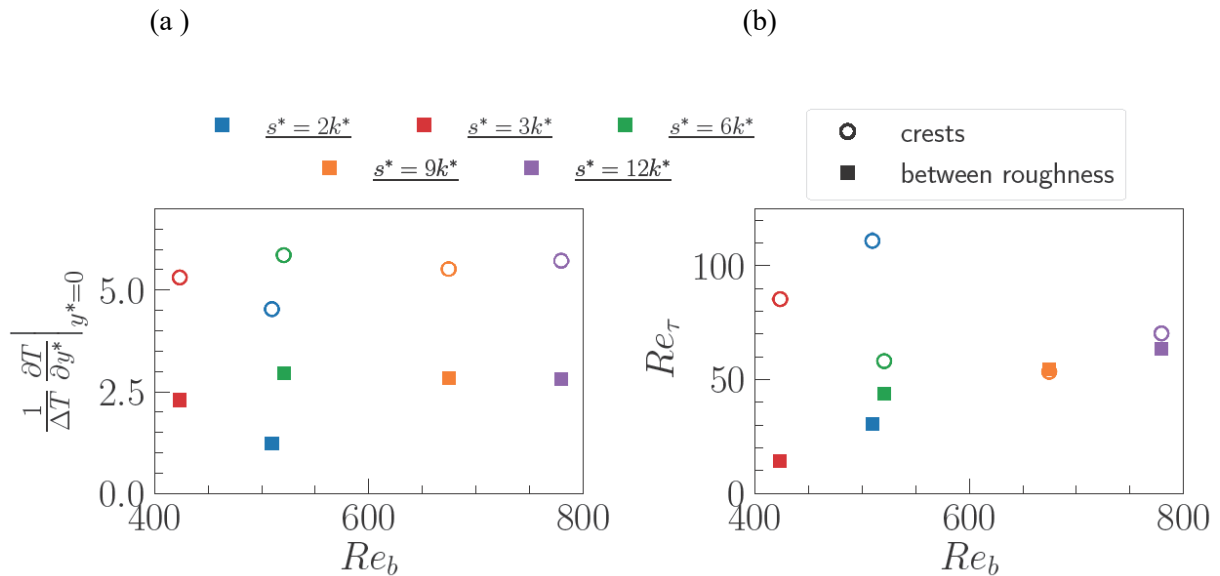 (a ) (b)
s* = 2k* s* = 3k* s* = 6k*
s* = 9k* s* = 12k*
crests
between roughness
1/ΔT ∂T/∂y*|y*=0
5.0
2.5
0.0
400 600 800
Re_b
Re_τ
100
50
0
400 600 800
Re_b